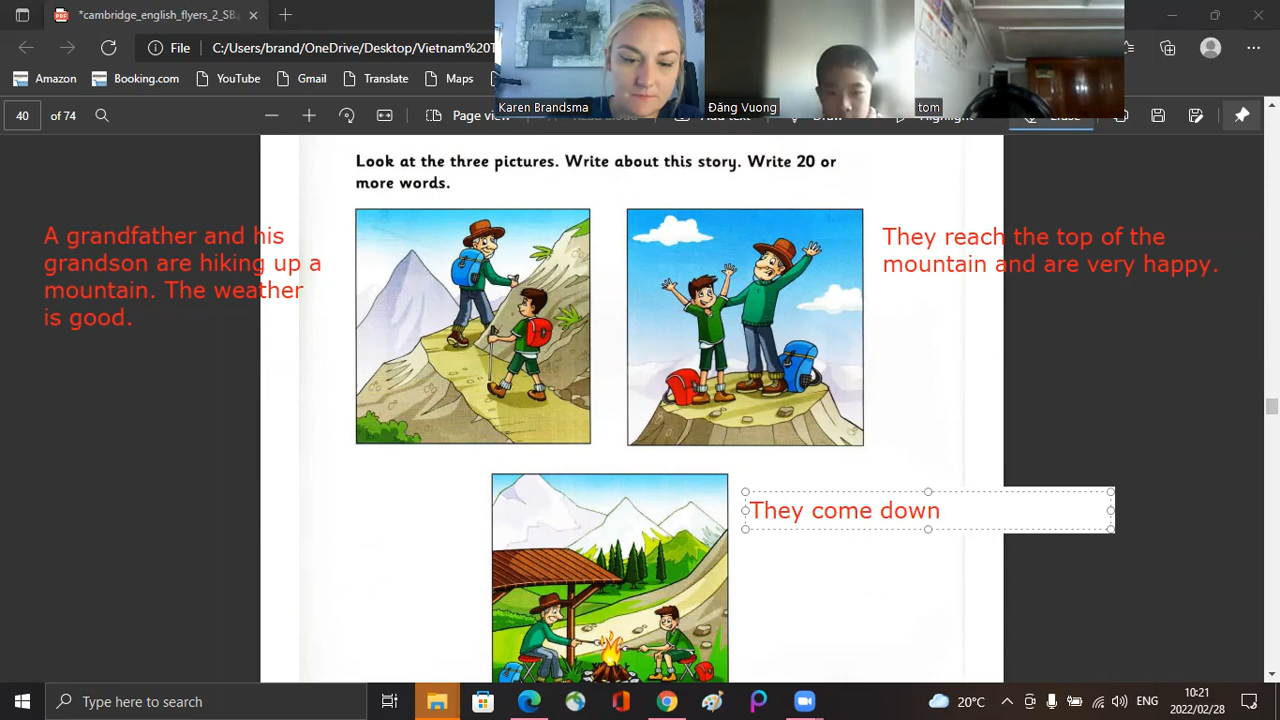 *cambridge_english_flyers_2_SB.
File
C:/Users/brand/OneDrive/Desktop/Vietnam%20T
Amazon
Booking.com
YouTube
Gmail
Translate
Maps
40 of 74
Page view
Karen Brandsma
Đăng Vuong
tom
Look at the three pictures. Write about this story. Write 20 or
more words.
A grandfather and his
grandson are hiking up a
mountain. The weather
is good.
They reach the top of the
mountain and are very happy.
They come down
Type here to search
20°C
ENG
10:21
2022/02/28